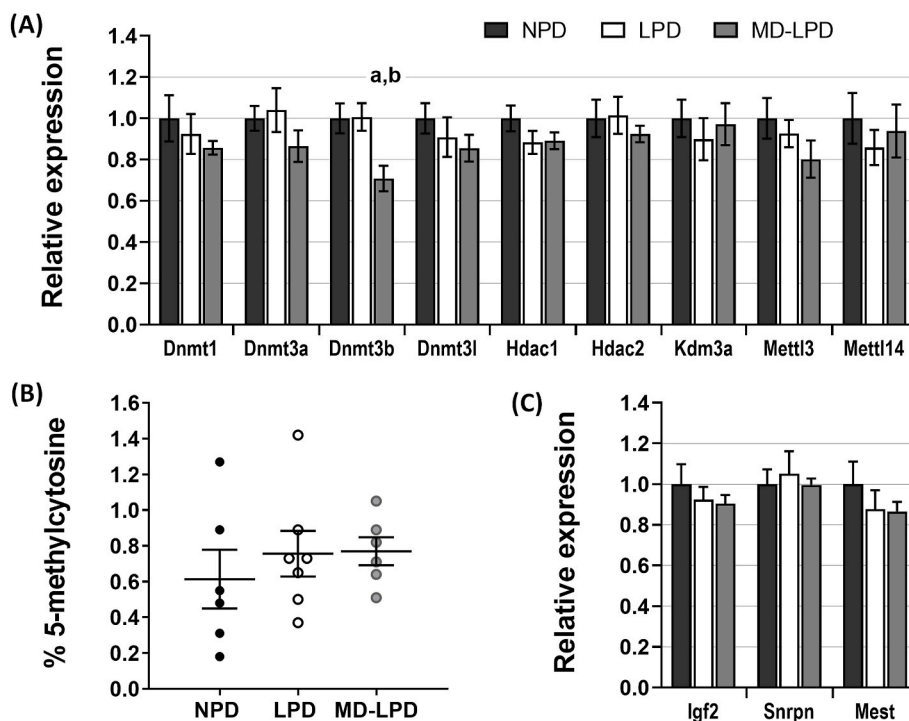 (A)
NPD LPD MD-LPD
Relative expression
1.4
1.2
1.0
0.8
0.6
0.4
0.2
0.0
a,b
Dnmt1 Dnmt3a Dnmt3b Dnmt3l Hdac1 Hdac2 Kdm3a Mettl3 Mettl14
(B)
% 5-methylcytosine
1.6
1.4
1.2
1.0
0.8
0.6
0.4
0.2
0.0
NPD LPD MD-LPD
(C)
Relative expression
1.4
1.2
1.0
0.8
0.6
0.4
0.2
0.0
Igf2 Snrpn Mest